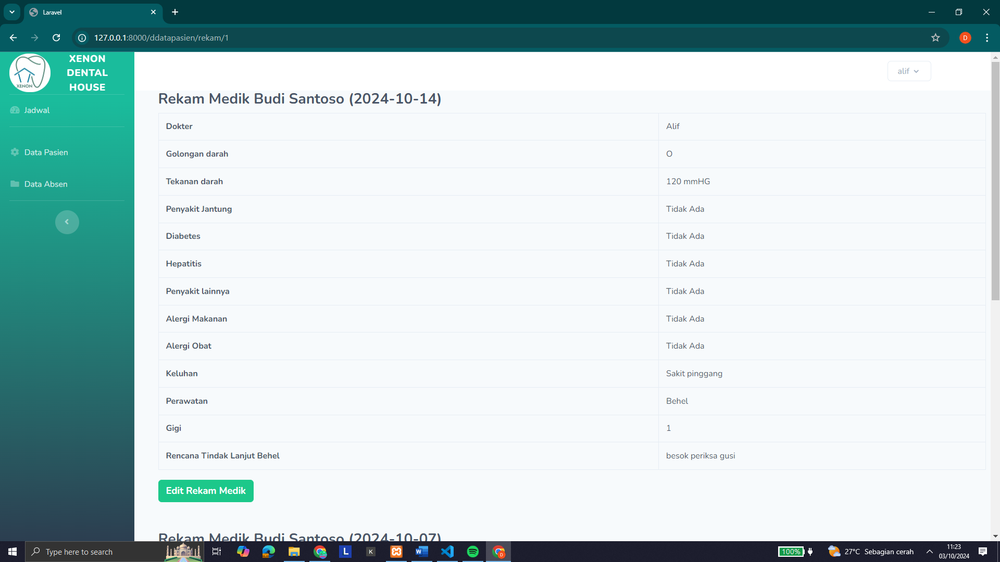 Laravel
127.0.0.1:8000/ddatapasien/rekam/1
D
XENON
DENTAL
HOUSE
XENON
alif
Jadwal
Data Pasien
Data Absen
Rekam Medik Budi Santoso (2024-10-14)
Dokter Alif
Golongan darah O
Tekanan darah 120 mmHG
Penyakit Jantung Tidak Ada
Diabetes Tidak Ada
Hepatitis Tidak Ada
Penyakit lainnya Tidak Ada
Alergi Makanan Tidak Ada
Alergi Obat Tidak Ada
Keluhan Sakit pinggang
Perawatan Behel
Gigi 1
Rencana Tindak Lanjut Behel besok periksa gusi
Edit Rekam Medik
Rekam Medik Budi Santoso (2024-10-07)
Type here to search
L
K
W
D
100%
27°C Sebagian cerah
11:23
03/10/2024